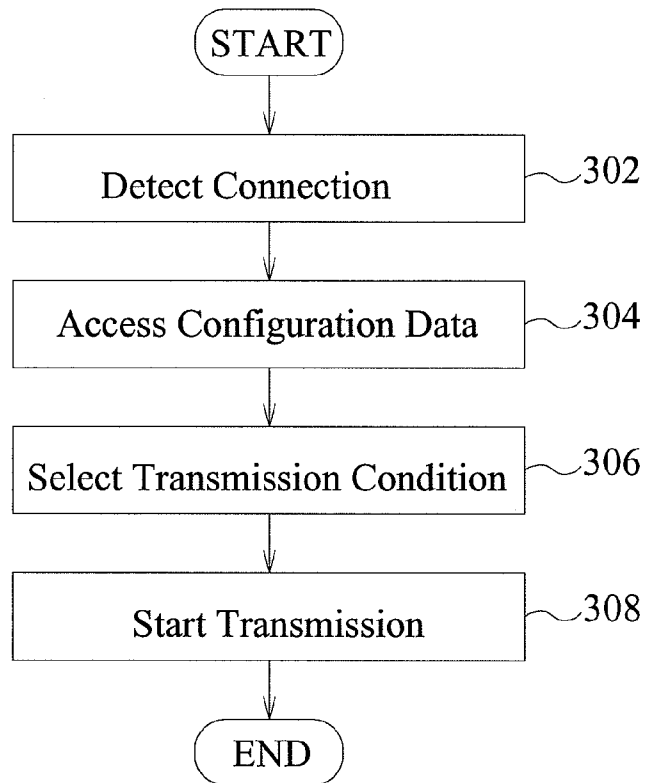 START
Detect Connection
302
Access Configuration Data
304
Select Transmission Condition
306
Start Transmission
308
END